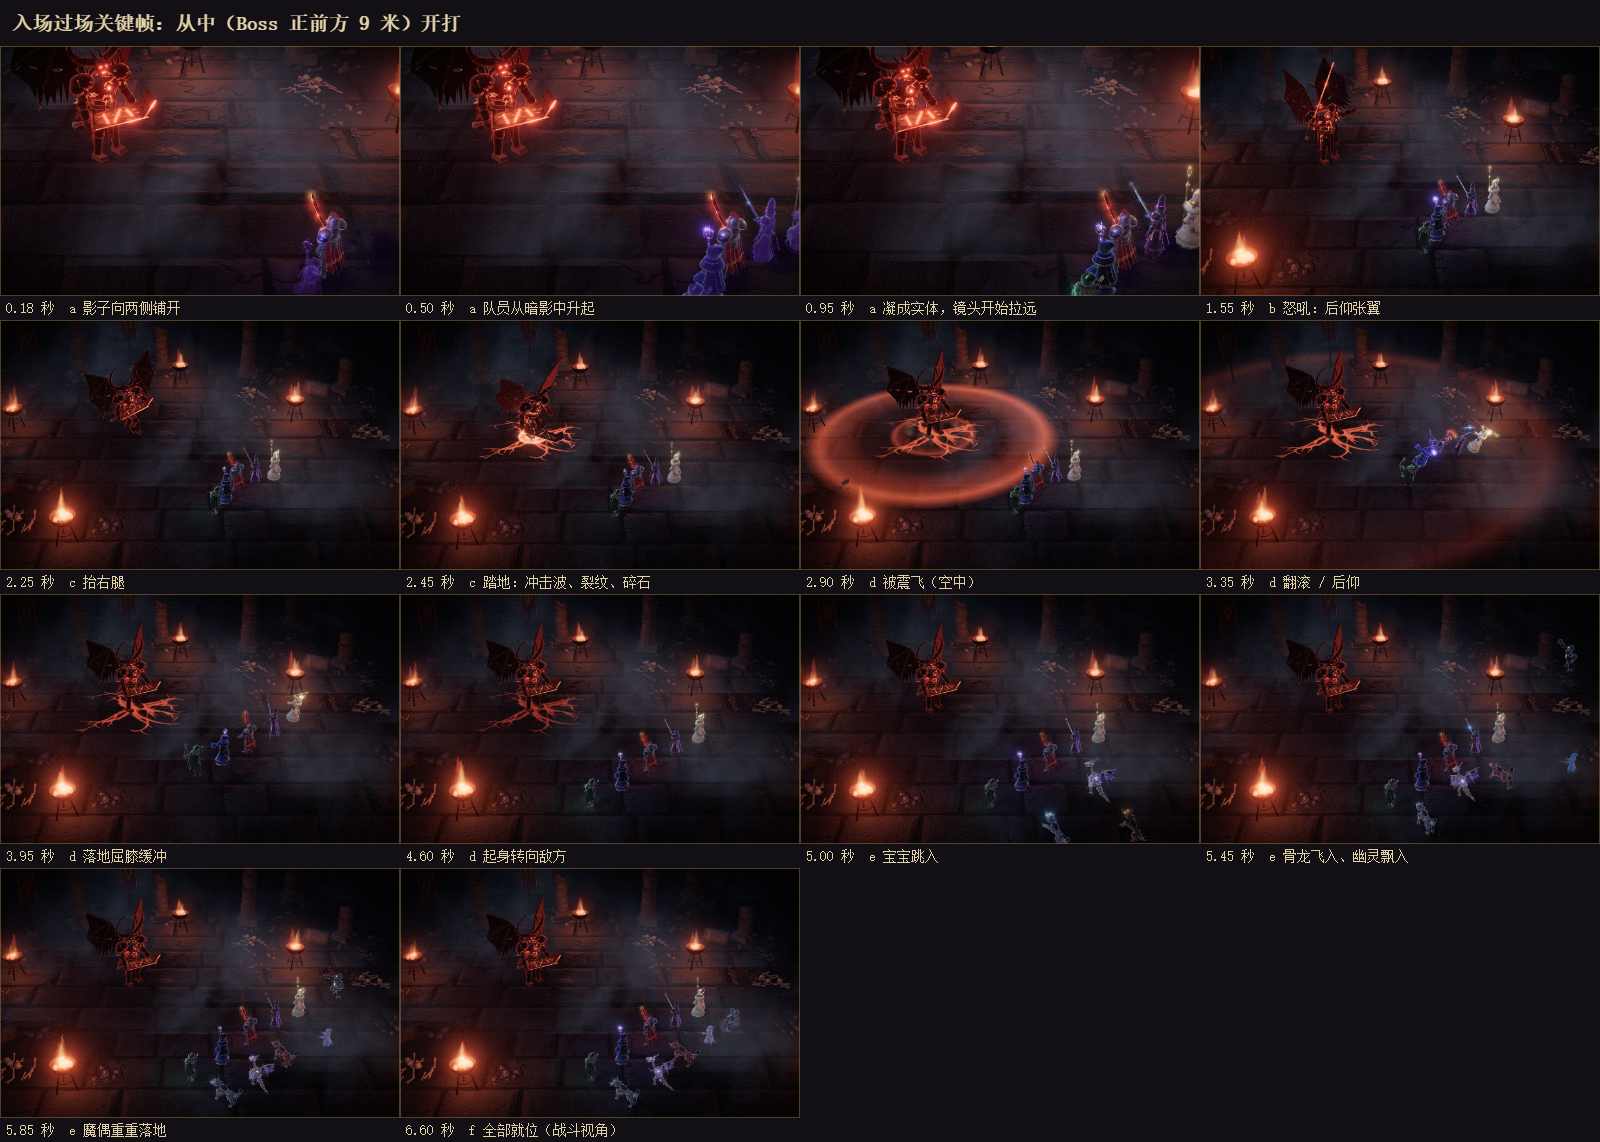 入场过场关键帧：从中（Boss 正前方 9 米）开打
0.18 秒 a 影子向两侧铺开
0.50 秒 a 队员从暗影中升起
0.95 秒 a 凝成实体，镜头开始拉远
1.55 秒 b 怒吼：后仰张翼
2.25 秒 c 抬右腿
2.45 秒 c 踏地：冲击波、裂纹、碎石
2.90 秒 d 被震飞（空中）
3.35 秒 d 翻滚 / 后仰
3.95 秒 d 落地屈膝缓冲
4.60 秒 d 起身转向敌方
5.00 秒 e 宝宝跳入
5.45 秒 e 骨龙飞入、幽灵飘入
5.85 秒 e 魔偶重重落地
6.60 秒 f 全部就位（战斗视角）